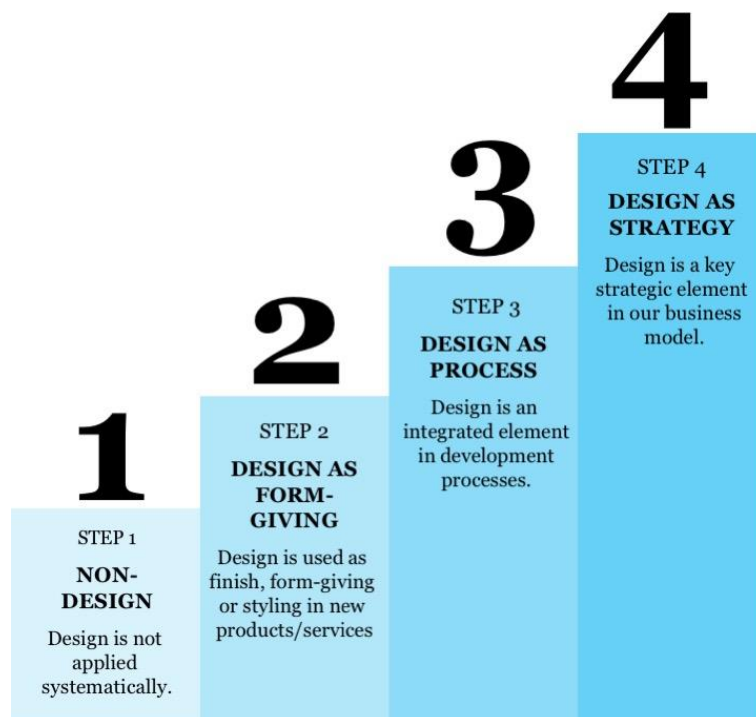 1
STEP 1
NON-
DESIGN
Design is not
applied
systematically.
2
STEP 2
DESIGN AS
FORM-
GIVING
Design is used as
finish, form-giving
or styling in new
products/services
3
STEP 3
DESIGN AS
PROCESS
Design is an
integrated element
in development
processes.
4
STEP 4
DESIGN AS
STRATEGY
Design is a key
strategic element
in our business
model.